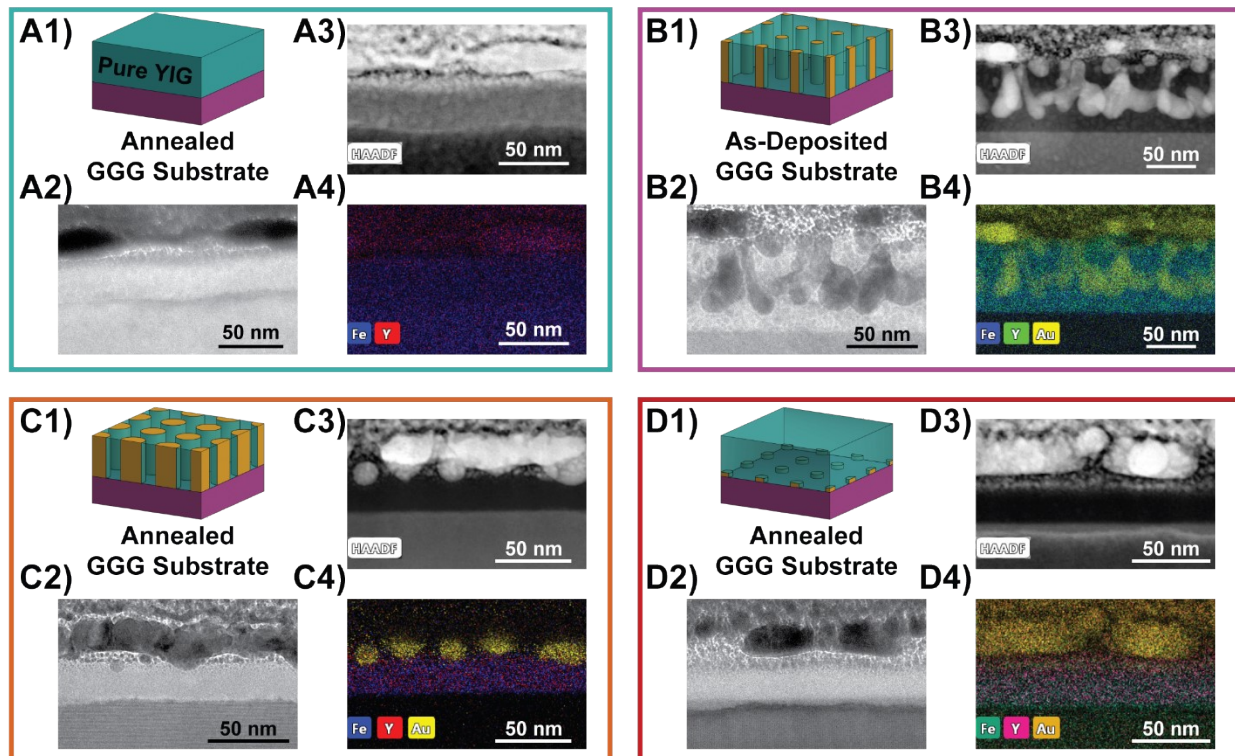 A1)
Pure YIG
Annealed
GGG Substrate
A2)
50 nm
A3)
HAADF
50 nm
A4)
Fe Y
50 nm
B1)
As-Deposited
GGG Substrate
B2)
50 nm
B3)
HAADF
50 nm
B4)
Fe Y Au
50 nm
C1)
Annealed
GGG Substrate
C2)
50 nm
C3)
HAADF
50 nm
C4)
Fe Y Au
50 nm
D1)
Annealed
GGG Substrate
D2)
50 nm
D3)
HAADF
50 nm
D4)
Fe Y Au
50 nm